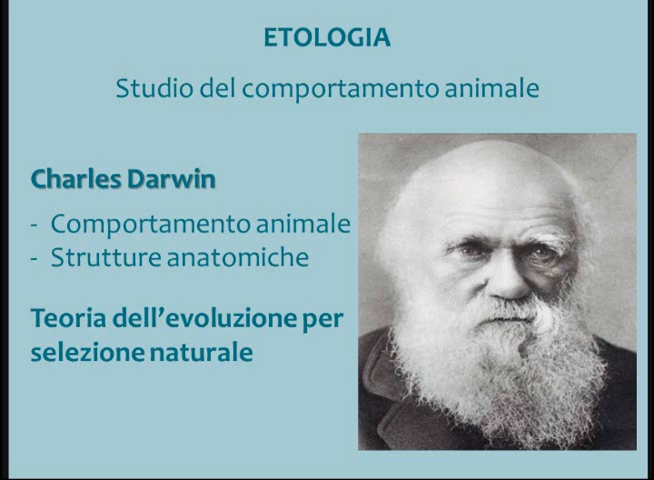 ETOLOGIA
Studio del comportamento animale
Charles Darwin
- Comportamento animale
- Strutture anatomiche
Teoria dell’evoluzione per
selezione naturale